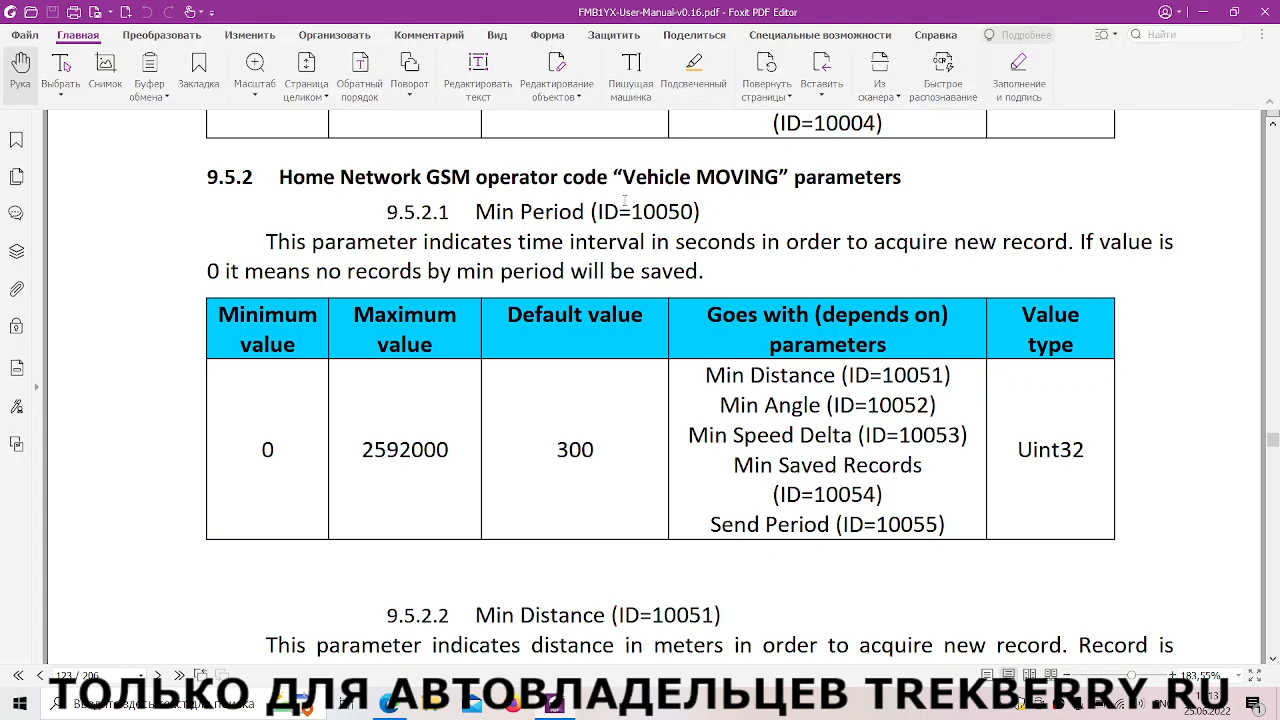 FMB1YX-User-Manual-v0.16.pdf - Foxit PDF Editor
Файл Главная Преобразовать Изменить Организовать Комментарий Вид Форма Защитить Поделиться Специальные возможности Справка Подробнее Найти
Рука Выбрать Снимок Буфер обмена Закладка Масштаб Страница целиком Обратный порядок Поворот Редактировать текст Редактирование объектов Пишущая машинка Подсвеченный Повернуть страницы Вставить Из сканера Быстрое распознавание Заполнение и подпись
(ID=10004)
9.5.2 Home Network GSM operator code “Vehicle MOVING” parameters
9.5.2.1 Min Period (ID=10050)
This parameter indicates time interval in seconds in order to acquire new record. If value is
0 it means no records by min period will be saved.
Minimum value Maximum value Default value Goes with (depends on) parameters Value type
0 2592000 300
Min Distance (ID=10051)
Min Angle (ID=10052)
Min Speed Delta (ID=10053)
Min Saved Records
(ID=10054)
Send Period (ID=10055)
Uint32
9.5.2.2 Min Distance (ID=10051)
This parameter indicates distance in meters in order to acquire new record. Record is
123 / 206 183.55%
ТОЛЬКО ДЛЯ АВТОВЛАДЕЛЬЦЕВ TREKBERRY.RU
25.06.2022